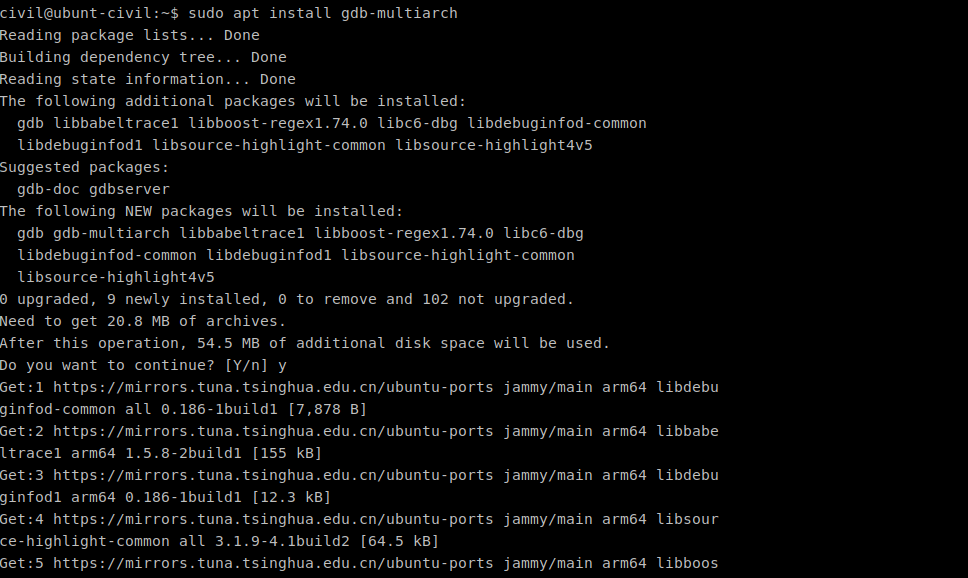 civil@ubunt-civil:~$ sudo apt install gdb-multiarch
Reading package lists... Done
Building dependency tree... Done
Reading state information... Done
The following additional packages will be installed:
  gdb libbabeltrace1 libboost-regex1.74.0 libc6-dbg libdebuginfod-common
  libdebuginfod1 libsource-highlight-common libsource-highlight4v5
Suggested packages:
  gdb-doc gdbserver
The following NEW packages will be installed:
  gdb gdb-multiarch libbabeltrace1 libboost-regex1.74.0 libc6-dbg
  libdebuginfod-common libdebuginfod1 libsource-highlight-common
  libsource-highlight4v5
0 upgraded, 9 newly installed, 0 to remove and 102 not upgraded.
Need to get 20.8 MB of archives.
After this operation, 54.5 MB of additional disk space will be used.
Do you want to continue? [Y/n] y
Get:1 https://mirrors.tuna.tsinghua.edu.cn/ubuntu-ports jammy/main arm64 libdebu
ginfod-common all 0.186-1build1 [7,878 B]
Get:2 https://mirrors.tuna.tsinghua.edu.cn/ubuntu-ports jammy/main arm64 libbabe
ltrace1 arm64 1.5.8-2build1 [155 kB]
Get:3 https://mirrors.tuna.tsinghua.edu.cn/ubuntu-ports jammy/main arm64 libdebu
ginfod1 arm64 0.186-1build1 [12.3 kB]
Get:4 https://mirrors.tuna.tsinghua.edu.cn/ubuntu-ports jammy/main arm64 libsour
ce-highlight-common all 3.1.9-4.1build2 [64.5 kB]
Get:5 https://mirrors.tuna.tsinghua.edu.cn/ubuntu-ports jammy/main arm64 libboos